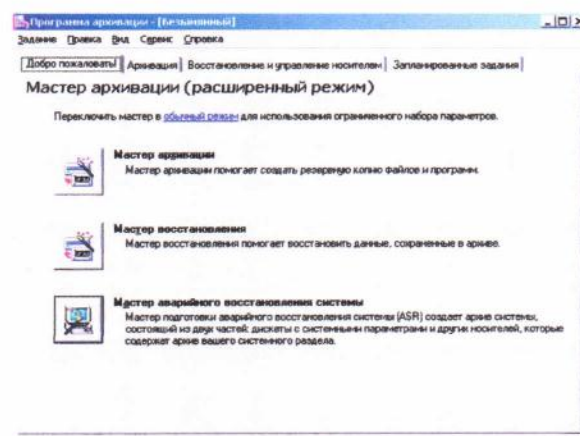 Программа архивации - [Безымянный]
Задание Правка Вид Сервис Справка
Добро пожаловать! Архивация Восстановление и управление носителем Запланированные задания
Мастер архивации (расширенный режим)
Переключить мастер в обычный режим для использования ограниченного набора параметров.
Мастер архивации
Мастер архивации помогает создать резервную копию файлов и программ.
Мастер восстановления
Мастер восстановления помогает восстановить данные, сохраненные в архиве.
Мастер аварийного восстановления системы
Мастер подготовки аварийного восстановления системы (ASR) создает архив системы,
состоящий из двух частей: дискеты с системными параметрами и других носителей, которые
содержат архив вашего системного раздела.